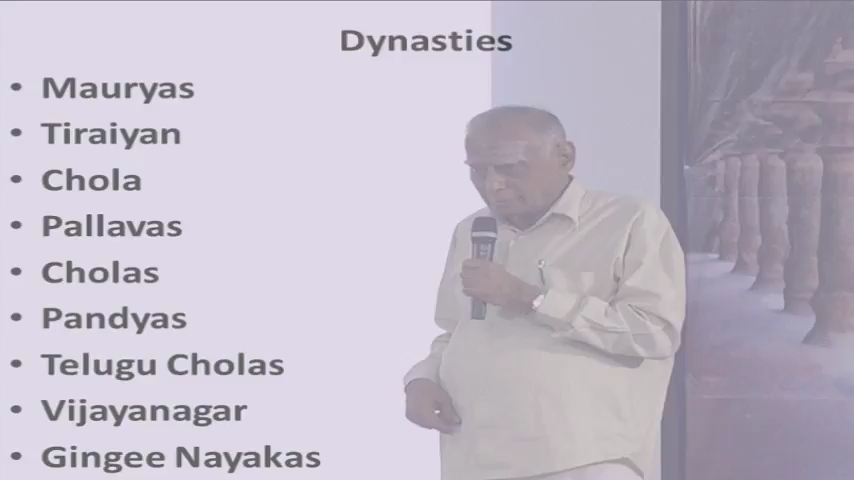 Dynasties
• Mauryas
• Tiraiyan
• Chola
• Pallavas
• Cholas
• Pandyas
• Telugu Cholas
• Vijayanagar
• Gingee Nayakas